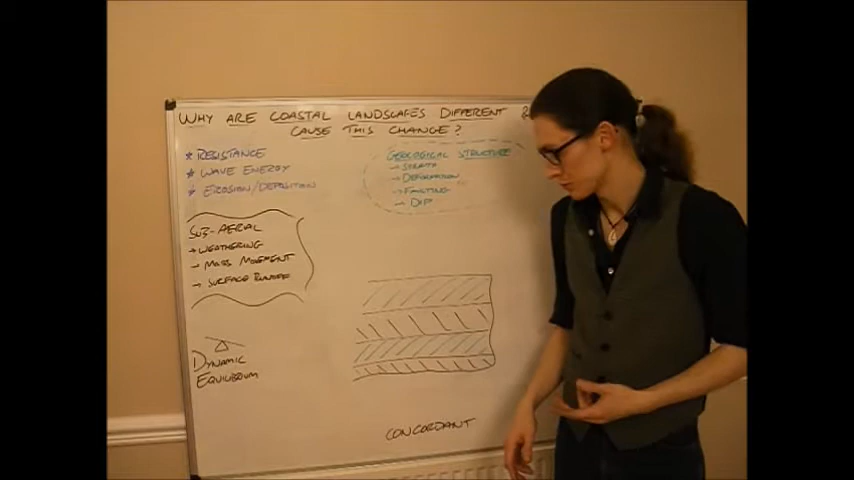 WHY ARE COASTAL LANDSCAPES DIFFERENT &
CAUSE THIS CHANGE?
* RESISTANCE
* WAVE ENERGY
* EROSION/DEPOSITION
GEOLOGICAL STRUCTURE
→ STRATA
→ DEFORMATION
→ FAULTING
→ DIP
SUB-AERIAL
→ WEATHERING
→ MASS MOVEMENT
→ SURFACE RUNOFF
DYNAMIC
EQUILIBRIUM
CONCORDANT